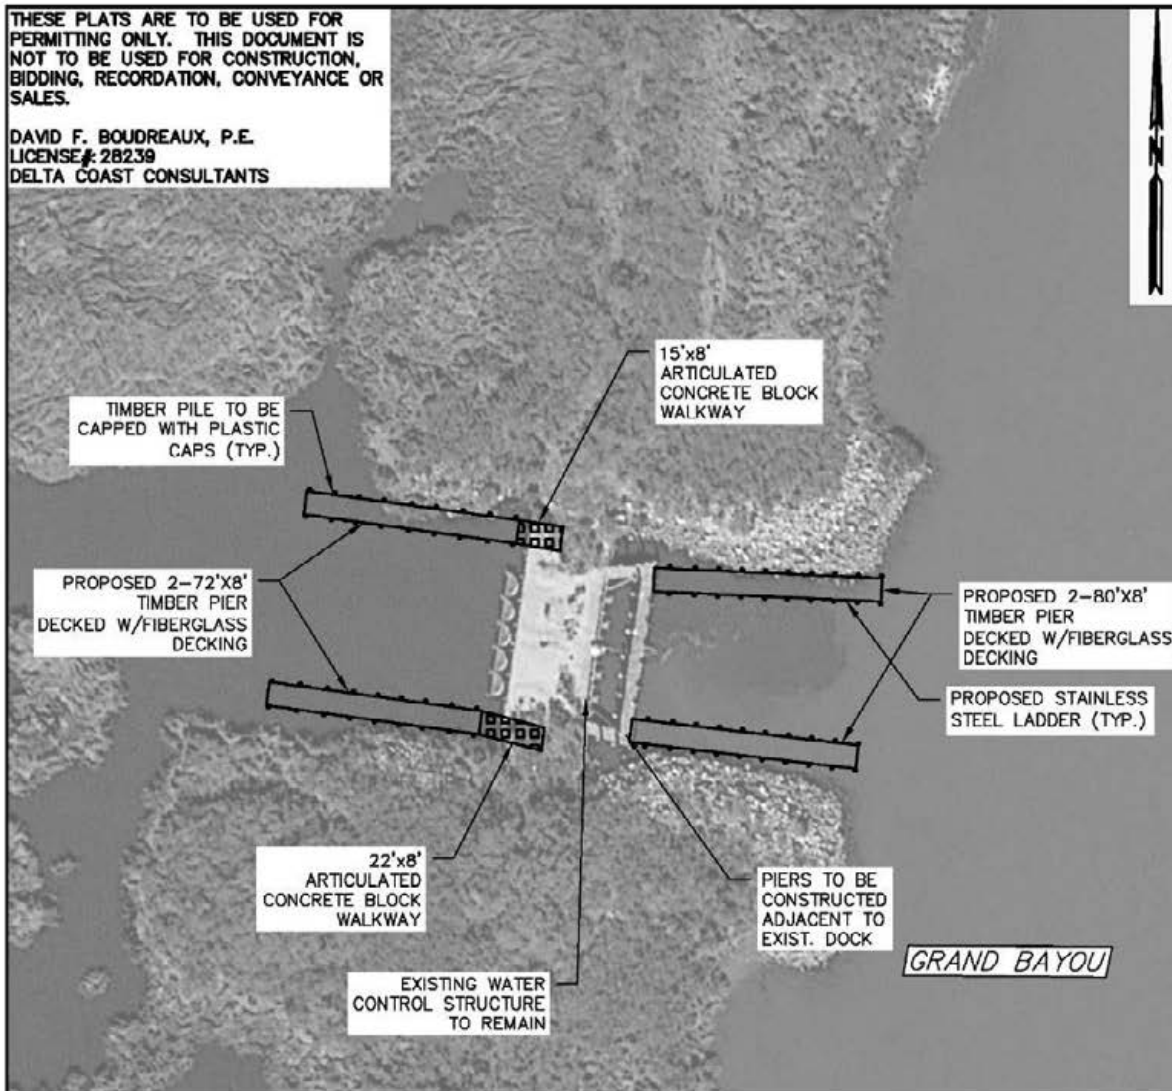 THESE PLATS ARE TO BE USED FOR
PERMITTING ONLY. THIS DOCUMENT IS
NOT TO BE USED FOR CONSTRUCTION,
BIDDING, RECORDATION, CONVEYANCE OR
SALES.
DAVID F. BOUDREAUX, P.E.
LICENSE#: 28239
DELTA COAST CONSULTANTS
N
15'x8'
ARTICULATED
CONCRETE BLOCK
WALKWAY
TIMBER PILE TO BE
CAPPED WITH PLASTIC
CAPS (TYP.)
PROPOSED 2-72'X8'
TIMBER PIER
DECKED W/FIBERGLASS
DECKING
PROPOSED 2-80'X8'
TIMBER PIER
DECKED W/FIBERGLASS
DECKING
PROPOSED STAINLESS
STEEL LADDER (TYP.)
22'x8'
ARTICULATED
CONCRETE BLOCK
WALKWAY
PIERS TO BE
CONSTRUCTED
ADJACENT TO
EXIST. DOCK
GRAND BAYOU
EXISTING WATER
CONTROL STRUCTURE
TO REMAIN